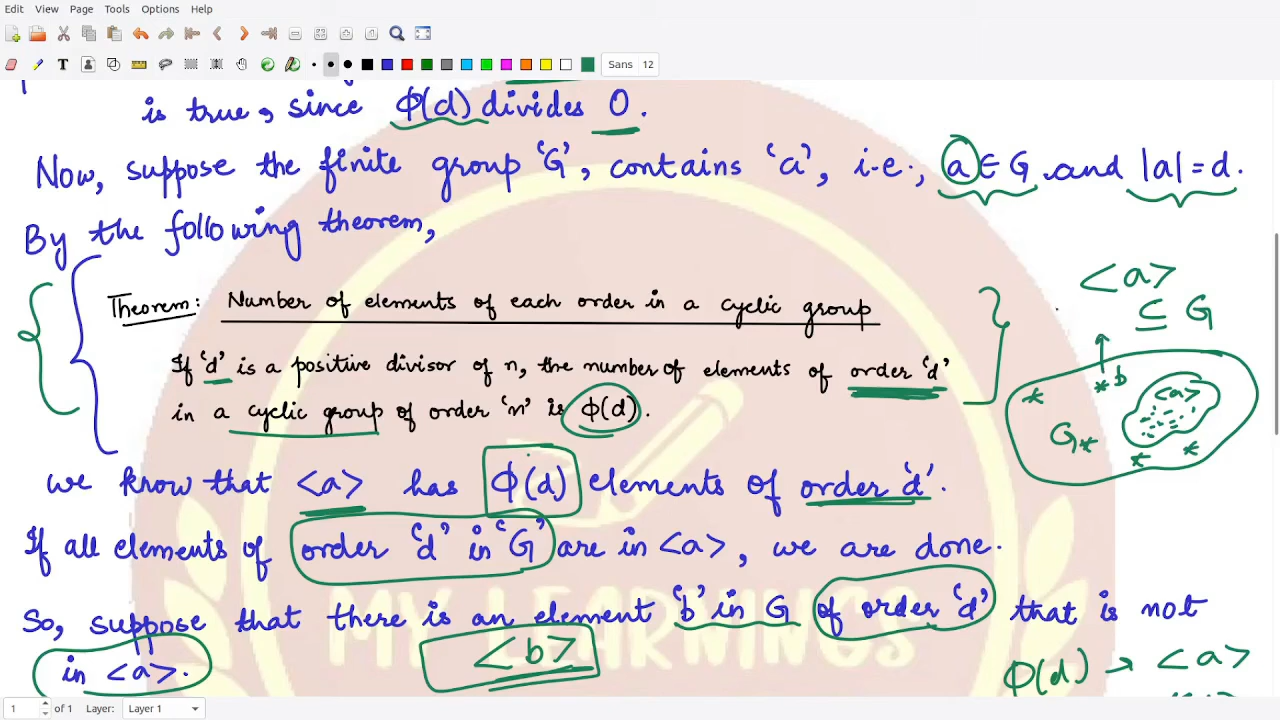 Edit View Page Tools Options Help
Sans 12
is true, since φ(d) divides 0.
Now, suppose the finite group 'G', contains 'a', i.e., a ∈ G and |a| = d.
By the following theorem,
Theorem: Number of elements of each order in a cyclic group
If 'd' is a positive divisor of n, the number of elements of order 'd'
in a cyclic group of order 'n' is φ(d).
<a>
⊆ G
b
<a>
G
we know that <a> has φ(d) elements of order 'd'.
If all elements of order 'd' in 'G' are in <a>, we are done.
So, suppose that there is an element 'b' in G of order 'd' that is not
in <a>.
<b>
φ(d) → <a>
MY LEARNINGS
1 of 1 Layer: Layer 1